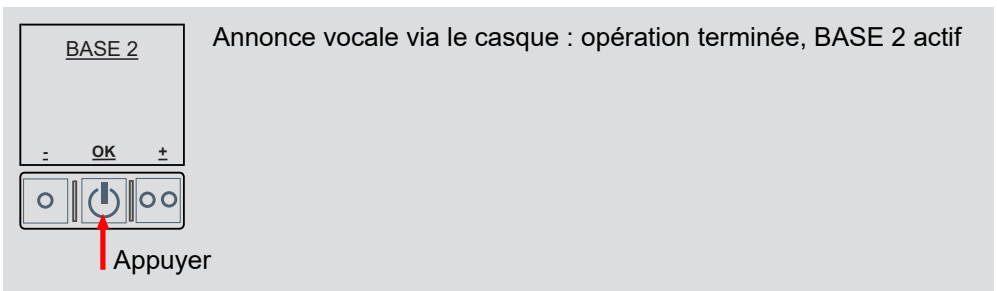 BASE 2
Annonce vocale via le casque : opération terminée, BASE 2 actif
- OK +
Appuyer